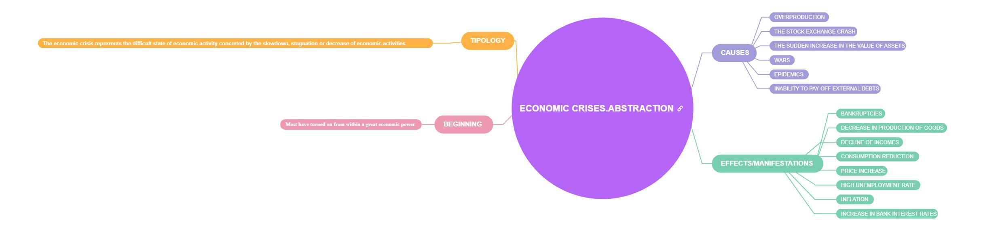 TIPOLOGY
The economic crisis reprezents the difficult state of economic activity concreted by the slowdown, stagnation or decrease of economic activities
BEGINNING
Most have turned on from within a great economic power
ECONOMIC CRISES.ABSTRACTION
CAUSES
OVERPRODUCTION
THE STOCK EXCHANGE CRASH
THE SUDDEN INCREASE IN THE VALUE OF ASSETS
WARS
EPIDEMICS
INABILITY TO PAY OFF EXTERNAL DEBTS
EFFECTS/MANIFESTATIONS
BANKRUPTCIES
DECREASE IN PRODUCTION OF GOODS
DECLINE OF INCOMES
CONSUMPTION REDUCTION
PRICE INCREASE
HIGH UNEMPLOYMENT RATE
INFLATION
INCREASE IN BANK INTEREST RATES